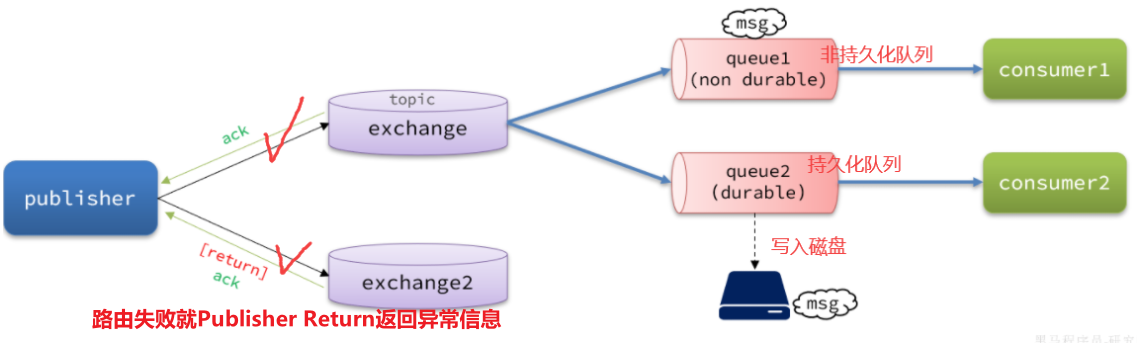 msg
queue1
(non durable)
非持久化队列
consumer1
topic
exchange
ack
publisher
queue2
(durable)
持久化队列
consumer2
[return]
ack
exchange2
写入磁盘
msg
路由失败就Publisher Return返回异常信息